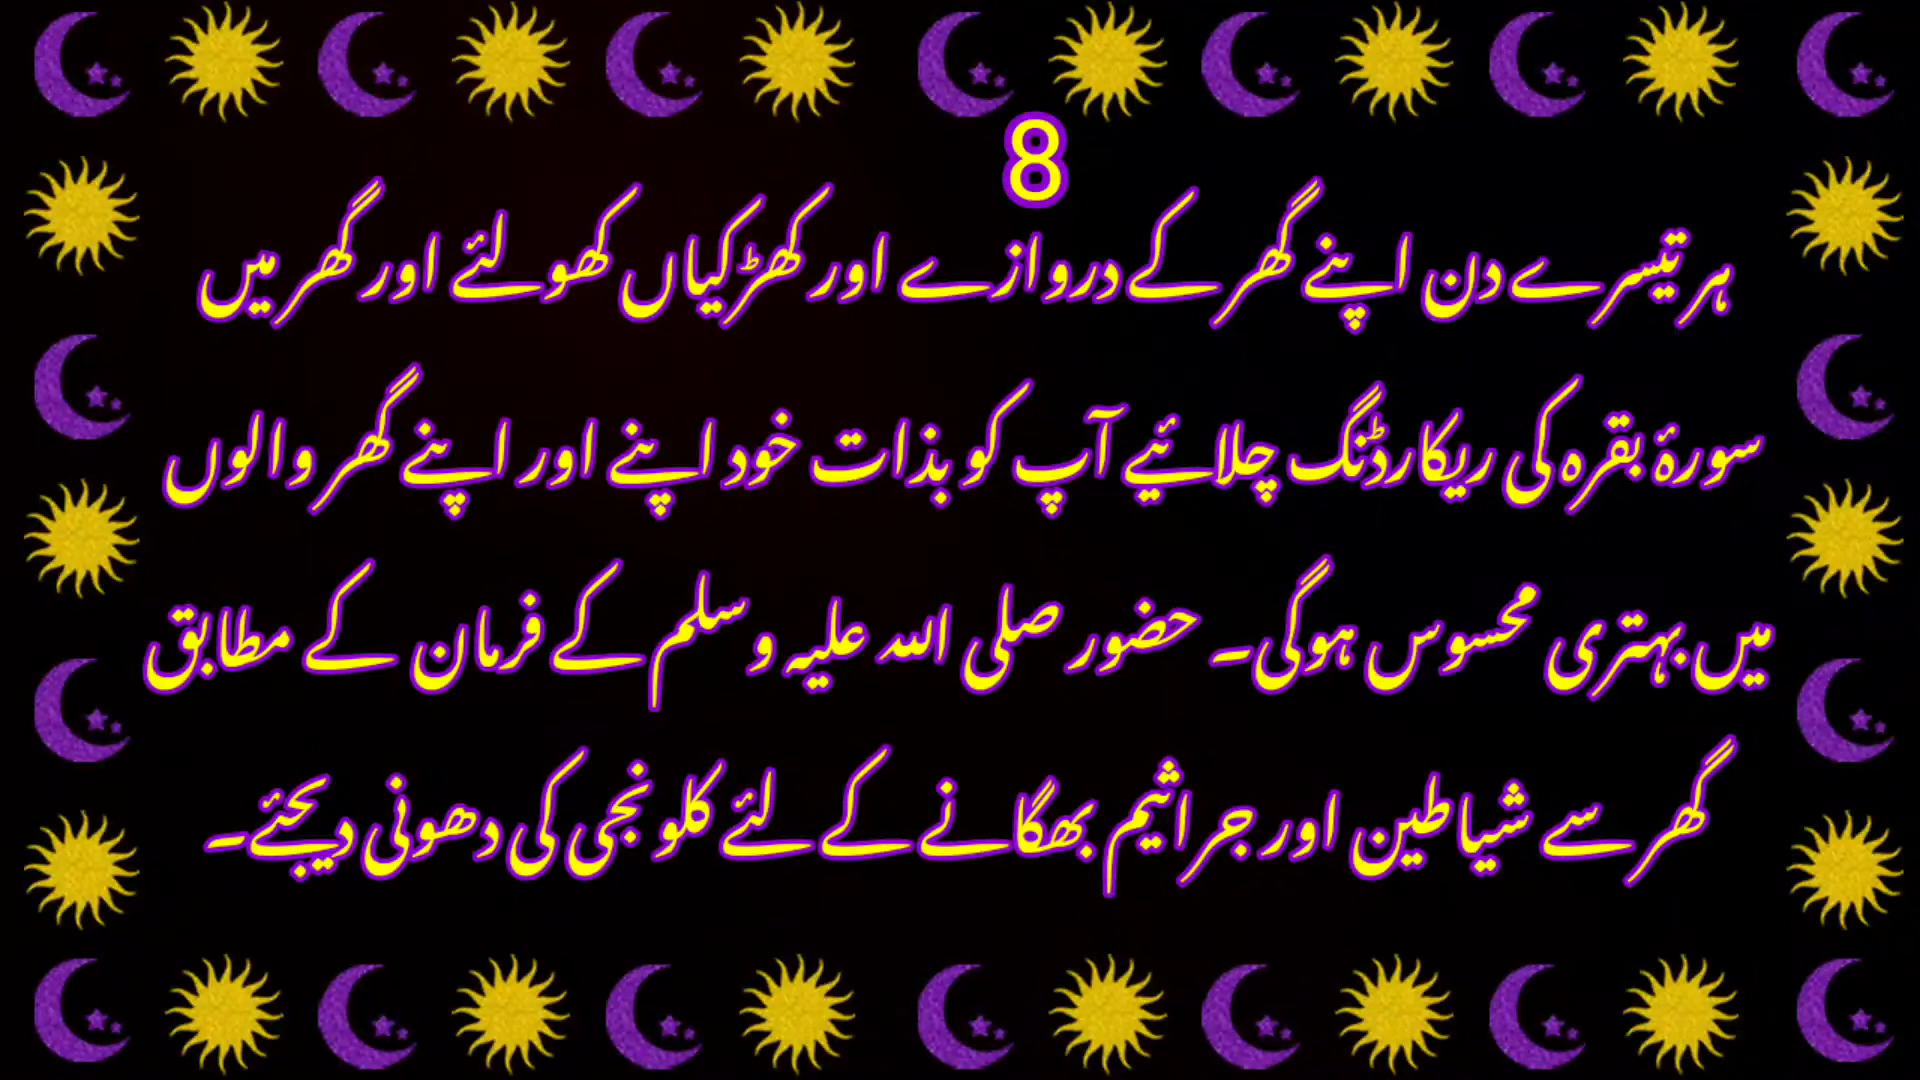 8
ہر تیسرے دن اپنے گھر کے دروازے اور کھڑکیاں کھولئے اور گھر میں
سورۂ بقرہ کی ریکارڈنگ چلائیے آپ کو بذات خود اپنے اور اپنے گھر والوں
میں بہتری محسوس ہوگی۔ حضور صلی اللہ علیہ وسلم کے فرمان کے مطابق
گھر سے شیاطین اور جراثیم بھگانے کے لئے کلونجی کی دھونی دیجئے۔